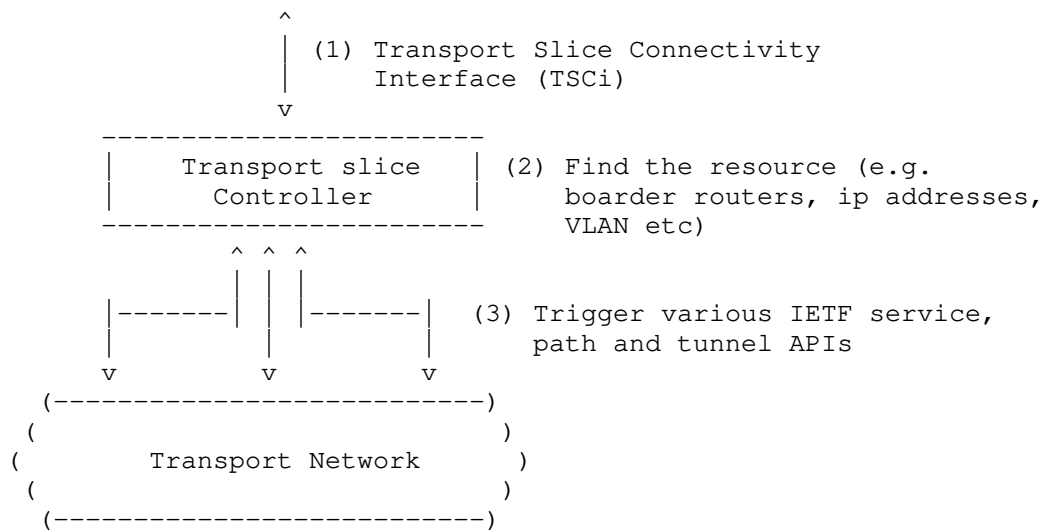 (1) Transport Slice Connectivity
Interface (TSCi)
Transport slice
Controller
(2) Find the resource (e.g.
boarder routers, ip addresses,
VLAN etc)
(3) Trigger various IETF service,
path and tunnel APIs
Transport Network